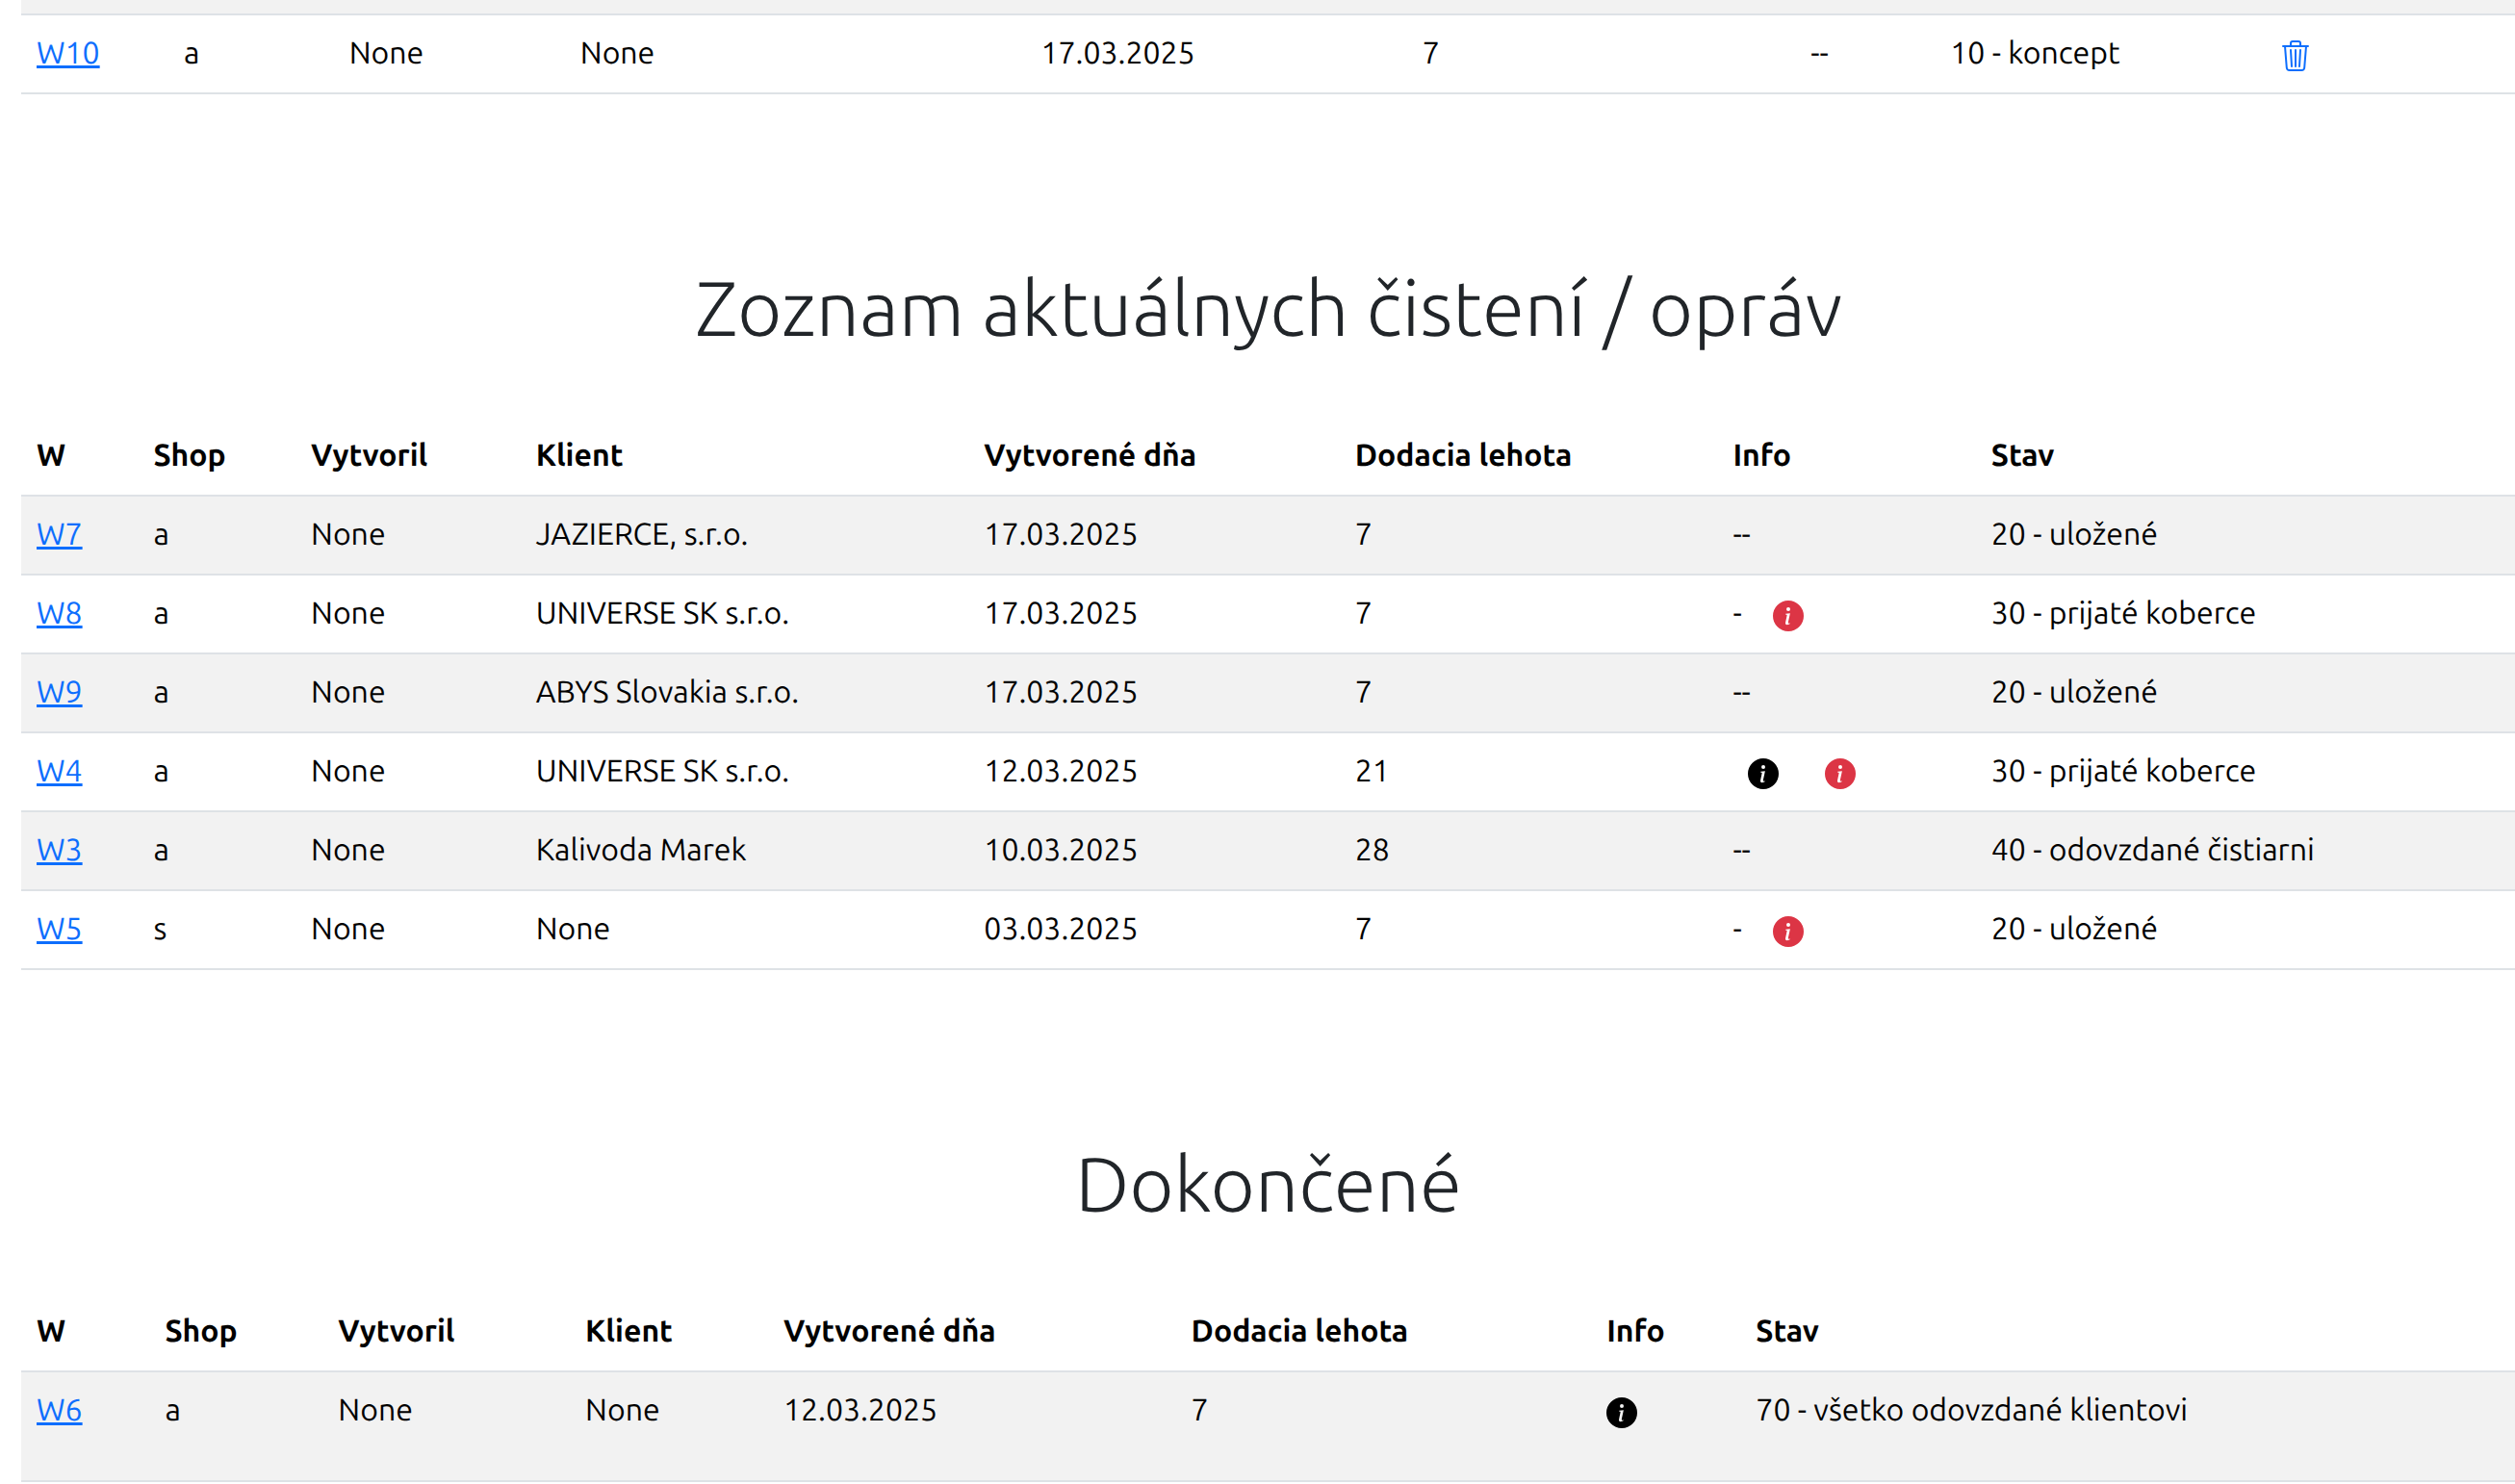 W10 a None None 17.03.2025 7 -- 10 - koncept
Zoznam aktuálnych čistení / opráv
W Shop Vytvoril Klient Vytvorené dňa Dodacia lehota Info Stav
W7 a None JAZIERCE, s.r.o. 17.03.2025 7 -- 20 - uložené
W8 a None UNIVERSE SK s.r.o. 17.03.2025 7 - i 30 - prijaté koberce
W9 a None ABYS Slovakia s.r.o. 17.03.2025 7 -- 20 - uložené
W4 a None UNIVERSE SK s.r.o. 12.03.2025 21 i i 30 - prijaté koberce
W3 a None Kalivoda Marek 10.03.2025 28 -- 40 - odovzdané čistiarni
W5 s None None 03.03.2025 7 - i 20 - uložené
Dokončené
W Shop Vytvoril Klient Vytvorené dňa Dodacia lehota Info Stav
W6 a None None 12.03.2025 7 i 70 - všetko odovzdané klientovi